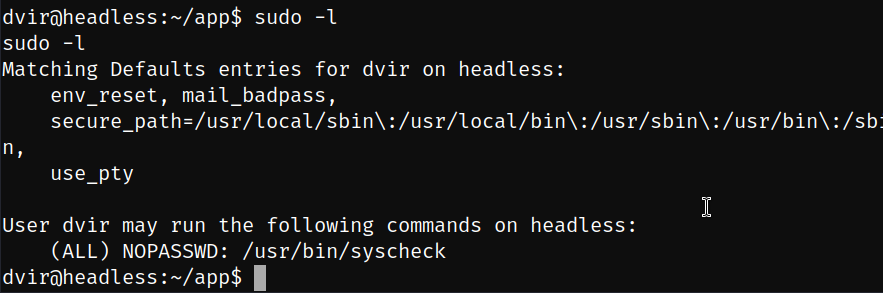 dvir@headless:~/app$ sudo -l
sudo -l
Matching Defaults entries for dvir on headless:
    env_reset, mail_badpass,
    secure_path=/usr/local/sbin\:/usr/local/bin\:/usr/sbin\:/usr/bin\:/sbi
n,
    use_pty

User dvir may run the following commands on headless:
    (ALL) NOPASSWD: /usr/bin/syscheck
dvir@headless:~/app$